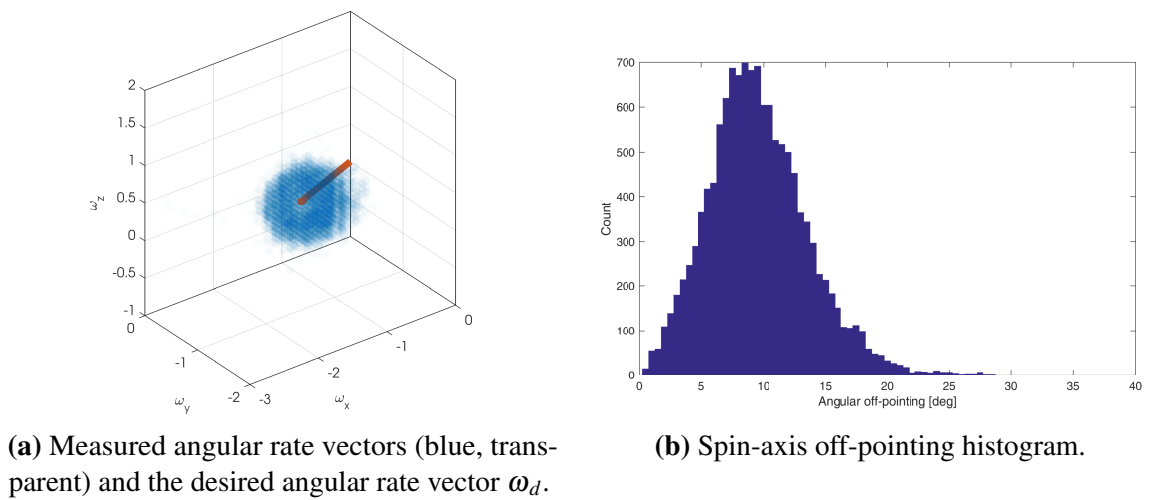 2
1.5
1
0.5
0
-0.5
-1
ω_z
0
-1
-2
ω_y
-3
-2
-1
0
ω_x
700
600
500
400
300
200
100
0
Count
0 5 10 15 20 25 30 35 40
Angular off-pointing [deg]
(a) Measured angular rate vectors (blue, trans-
parent) and the desired angular rate vector ω_d.
(b) Spin-axis off-pointing histogram.